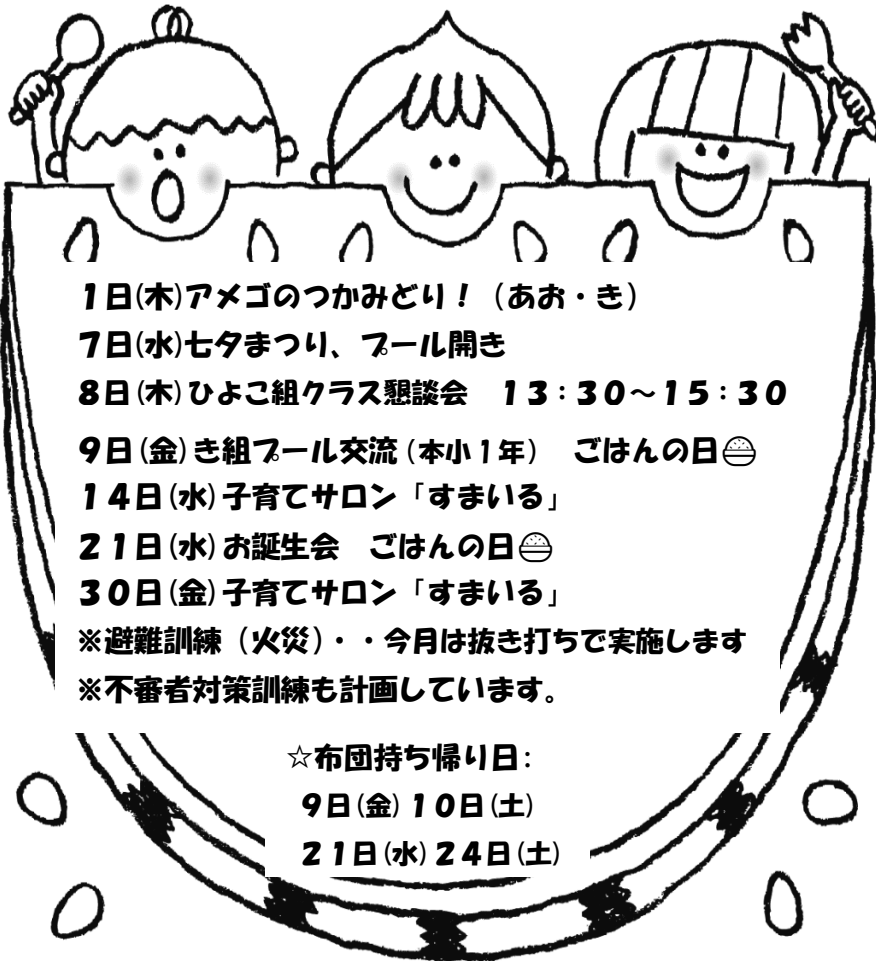 １日(木)アメゴのつかみどり！（あお・き）
７日(水)七夕まつり、プール開き
８日(木)ひよこ組クラス懇談会　１３：３０～１５：３０
９日(金)き組プール交流(本小１年)　ごはんの日🍚
１４日(水)子育てサロン「すまいる」
２１日(水)お誕生会　ごはんの日🍚
３０日(金)子育てサロン「すまいる」
※避難訓練（火災）・・今月は抜き打ちで実施します
※不審者対策訓練も計画しています。
☆布団持ち帰り日：
９日(金)１０日(土)
２１日(水)２４日(土)